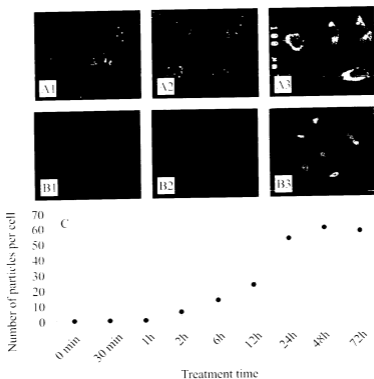 A1
A2
A3
B1
B2
B3
C
Number of particles per cell
70
60
50
40
30
20
10
0
0 min
30 min
1h
2h
6h
12h
24h
48h
72h
Treatment time